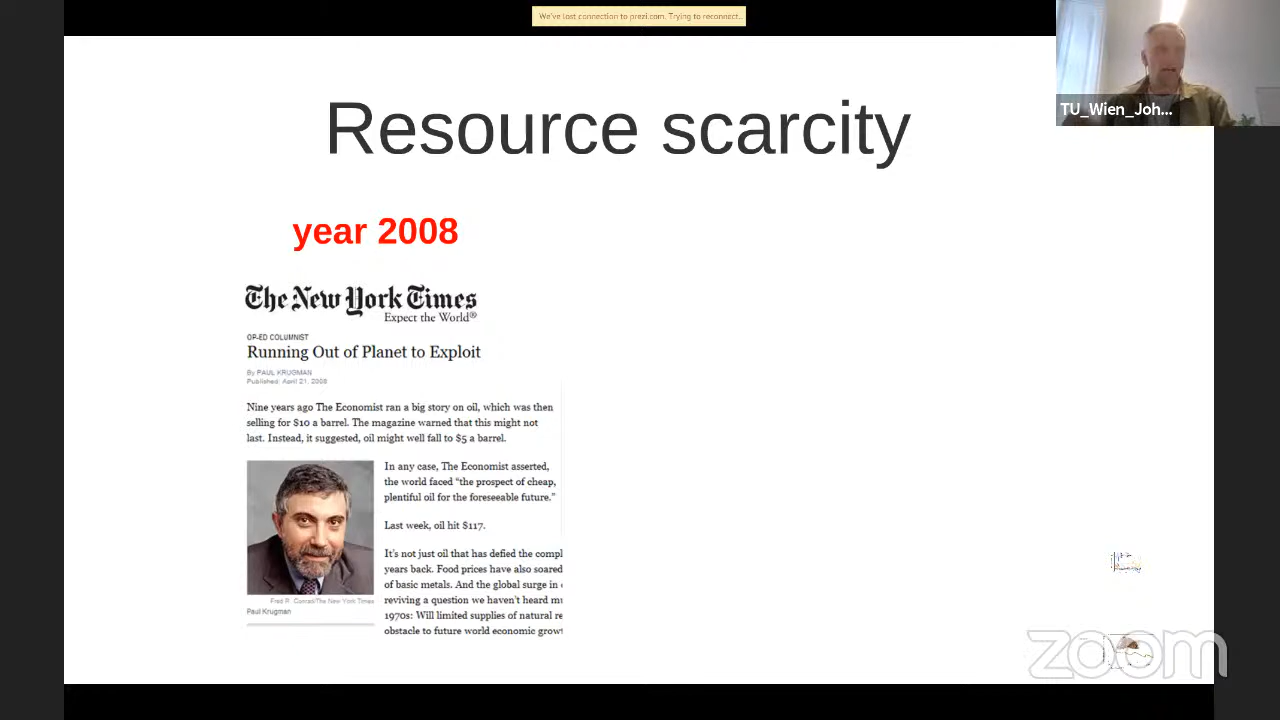 We've lost connection to prezi.com. Trying to reconnect...
TU_Wien_Joh...
Resource scarcity
year 2008
The New York Times
Expect the World®
OP-ED COLUMNIST
Running Out of Planet to Exploit
By PAUL KRUGMAN
Published: April 21, 2008
Nine years ago The Economist ran a big story on oil, which was then
selling for $10 a barrel. The magazine warned that this might not
last. Instead, it suggested, oil might well fall to $5 a barrel.
In any case, The Economist asserted,
the world faced “the prospect of cheap,
plentiful oil for the foreseeable future.”
Last week, oil hit $117.
It's not just oil that has defied the compl
years back. Food prices have also soared
of basic metals. And the global surge in
reviving a question we haven't heard mu
1970s: Will limited supplies of natural re
obstacle to future world economic growt
Fred R. Conrad/The New York Times
Paul Krugman
zoom